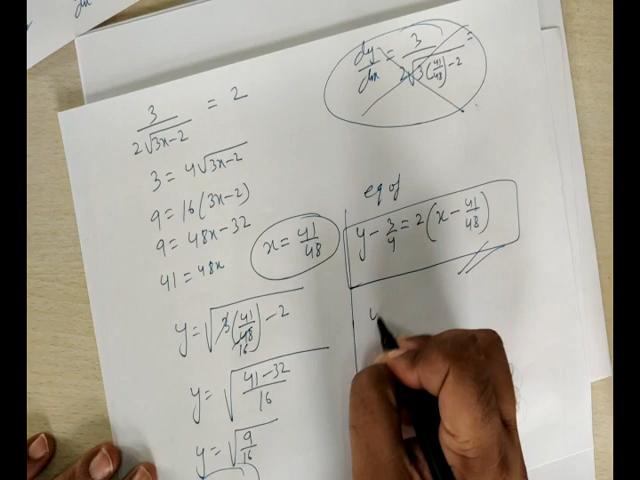 dy/dx = 3/(2√(3(41/48)-2)) =
3/(2√(3x-2)) = 2
3 = 4√(3x-2)
9 = 16(3x-2)
9 = 48x-32
41 = 48x
x = 41/48
y = √(3(41/48)-2)
16
y = √((41-32)/16)
y = √(9/16)
eq of
y - 3/4 = 2(x - 41/48)
y